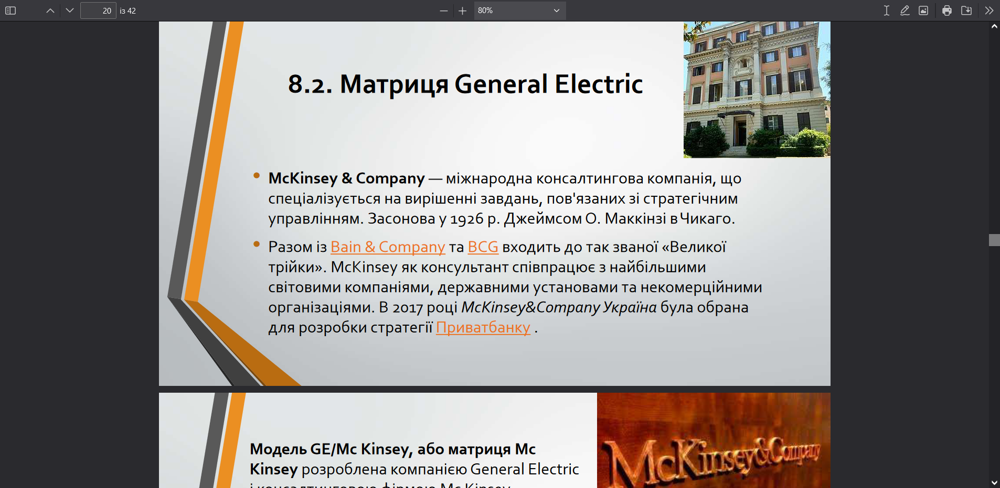 20 із 42
80%
8.2. Матриця General Electric
McKinsey & Company — міжнародна консалтингова компанія, що
спеціалізується на вирішенні завдань, пов'язаних зі стратегічним
управлінням. Засонова у 1926 р. Джеймсом О. Маккінзі в Чикаго.
Разом із Bain & Company та BCG входить до так званої «Великої
трійки». McKinsey як консультант співпрацює з найбільшими
світовими компаніями, державними установами та некомерційними
організаціями. В 2017 році McKinsey&Company Україна була обрана
для розробки стратегії Приватбанку .
Модель GE/Mc Kinsey, або матриця Mc
Kinsey розроблена компанією General Electric
і консалтинговою фірмою Mc Kinsey
McKinsey&Company